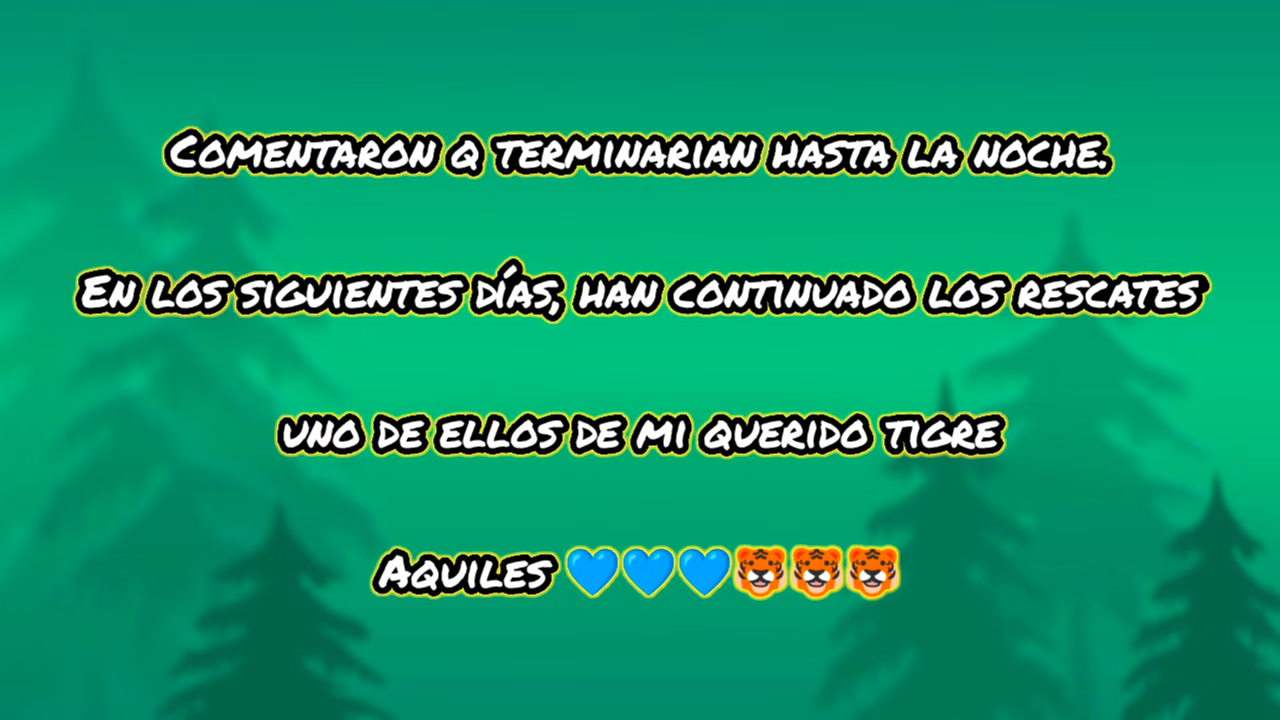 Comentaron q terminarian hasta la noche.
En los siguientes días, han continuado los rescates
uno de ellos de mi querido tigre
Aquiles 💙💙💙🐯🐯🐯